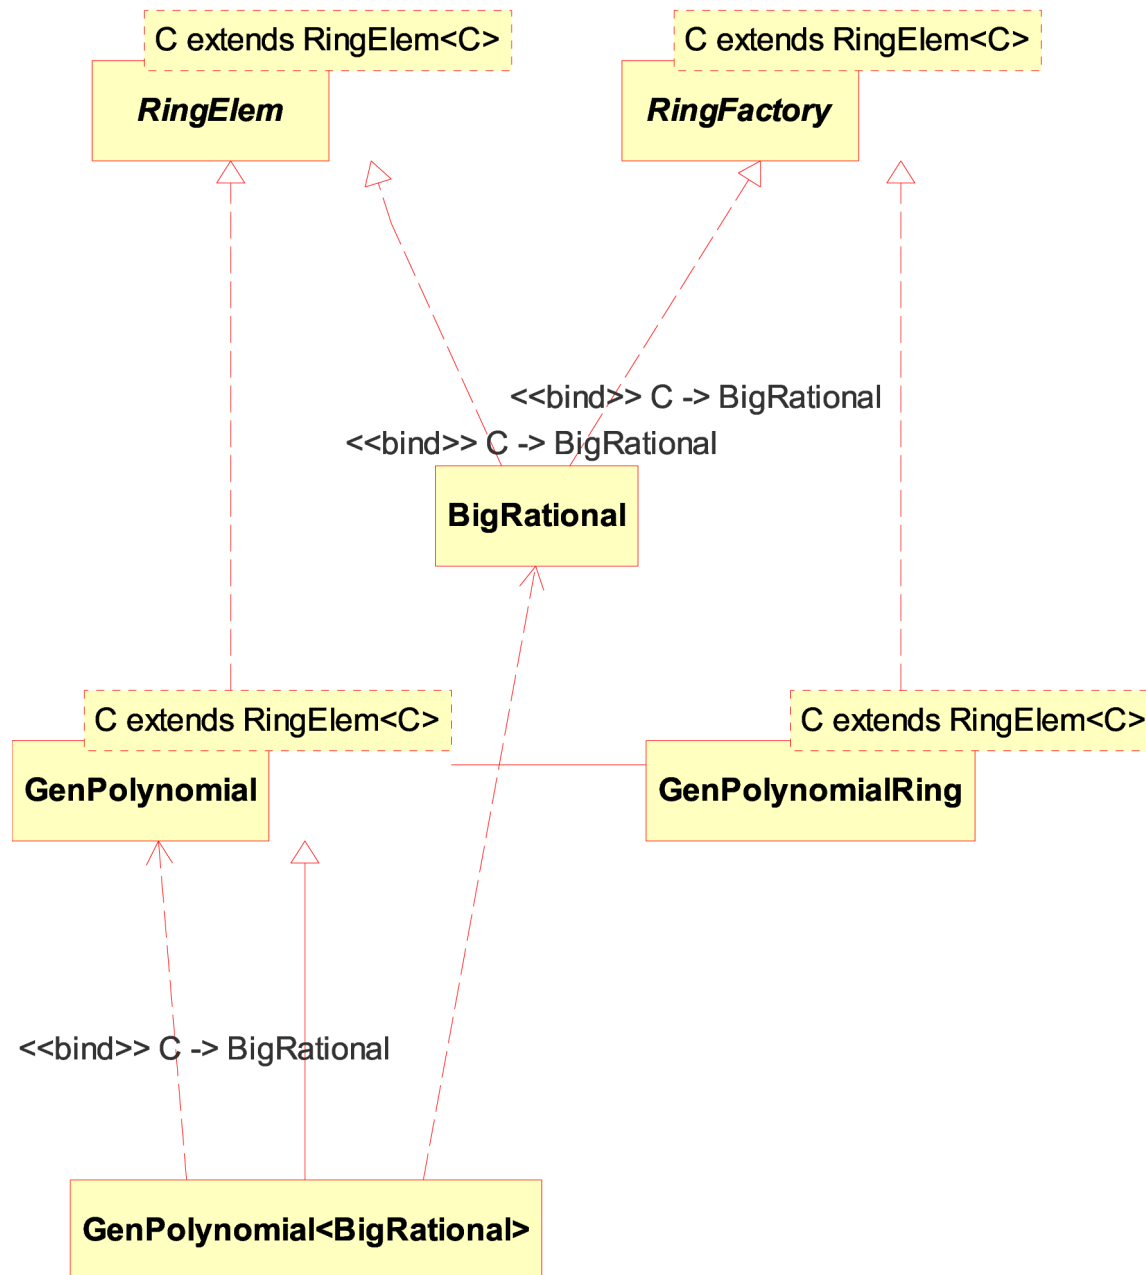 C extends RingElem<C>
C extends RingElem<C>
RingElem
RingFactory
<<bind>> C -> BigRational
<<bind>> C -> BigRational
BigRational
C extends RingElem<C>
C extends RingElem<C>
GenPolynomial
GenPolynomialRing
<<bind>> C -> BigRational
GenPolynomial<BigRational>